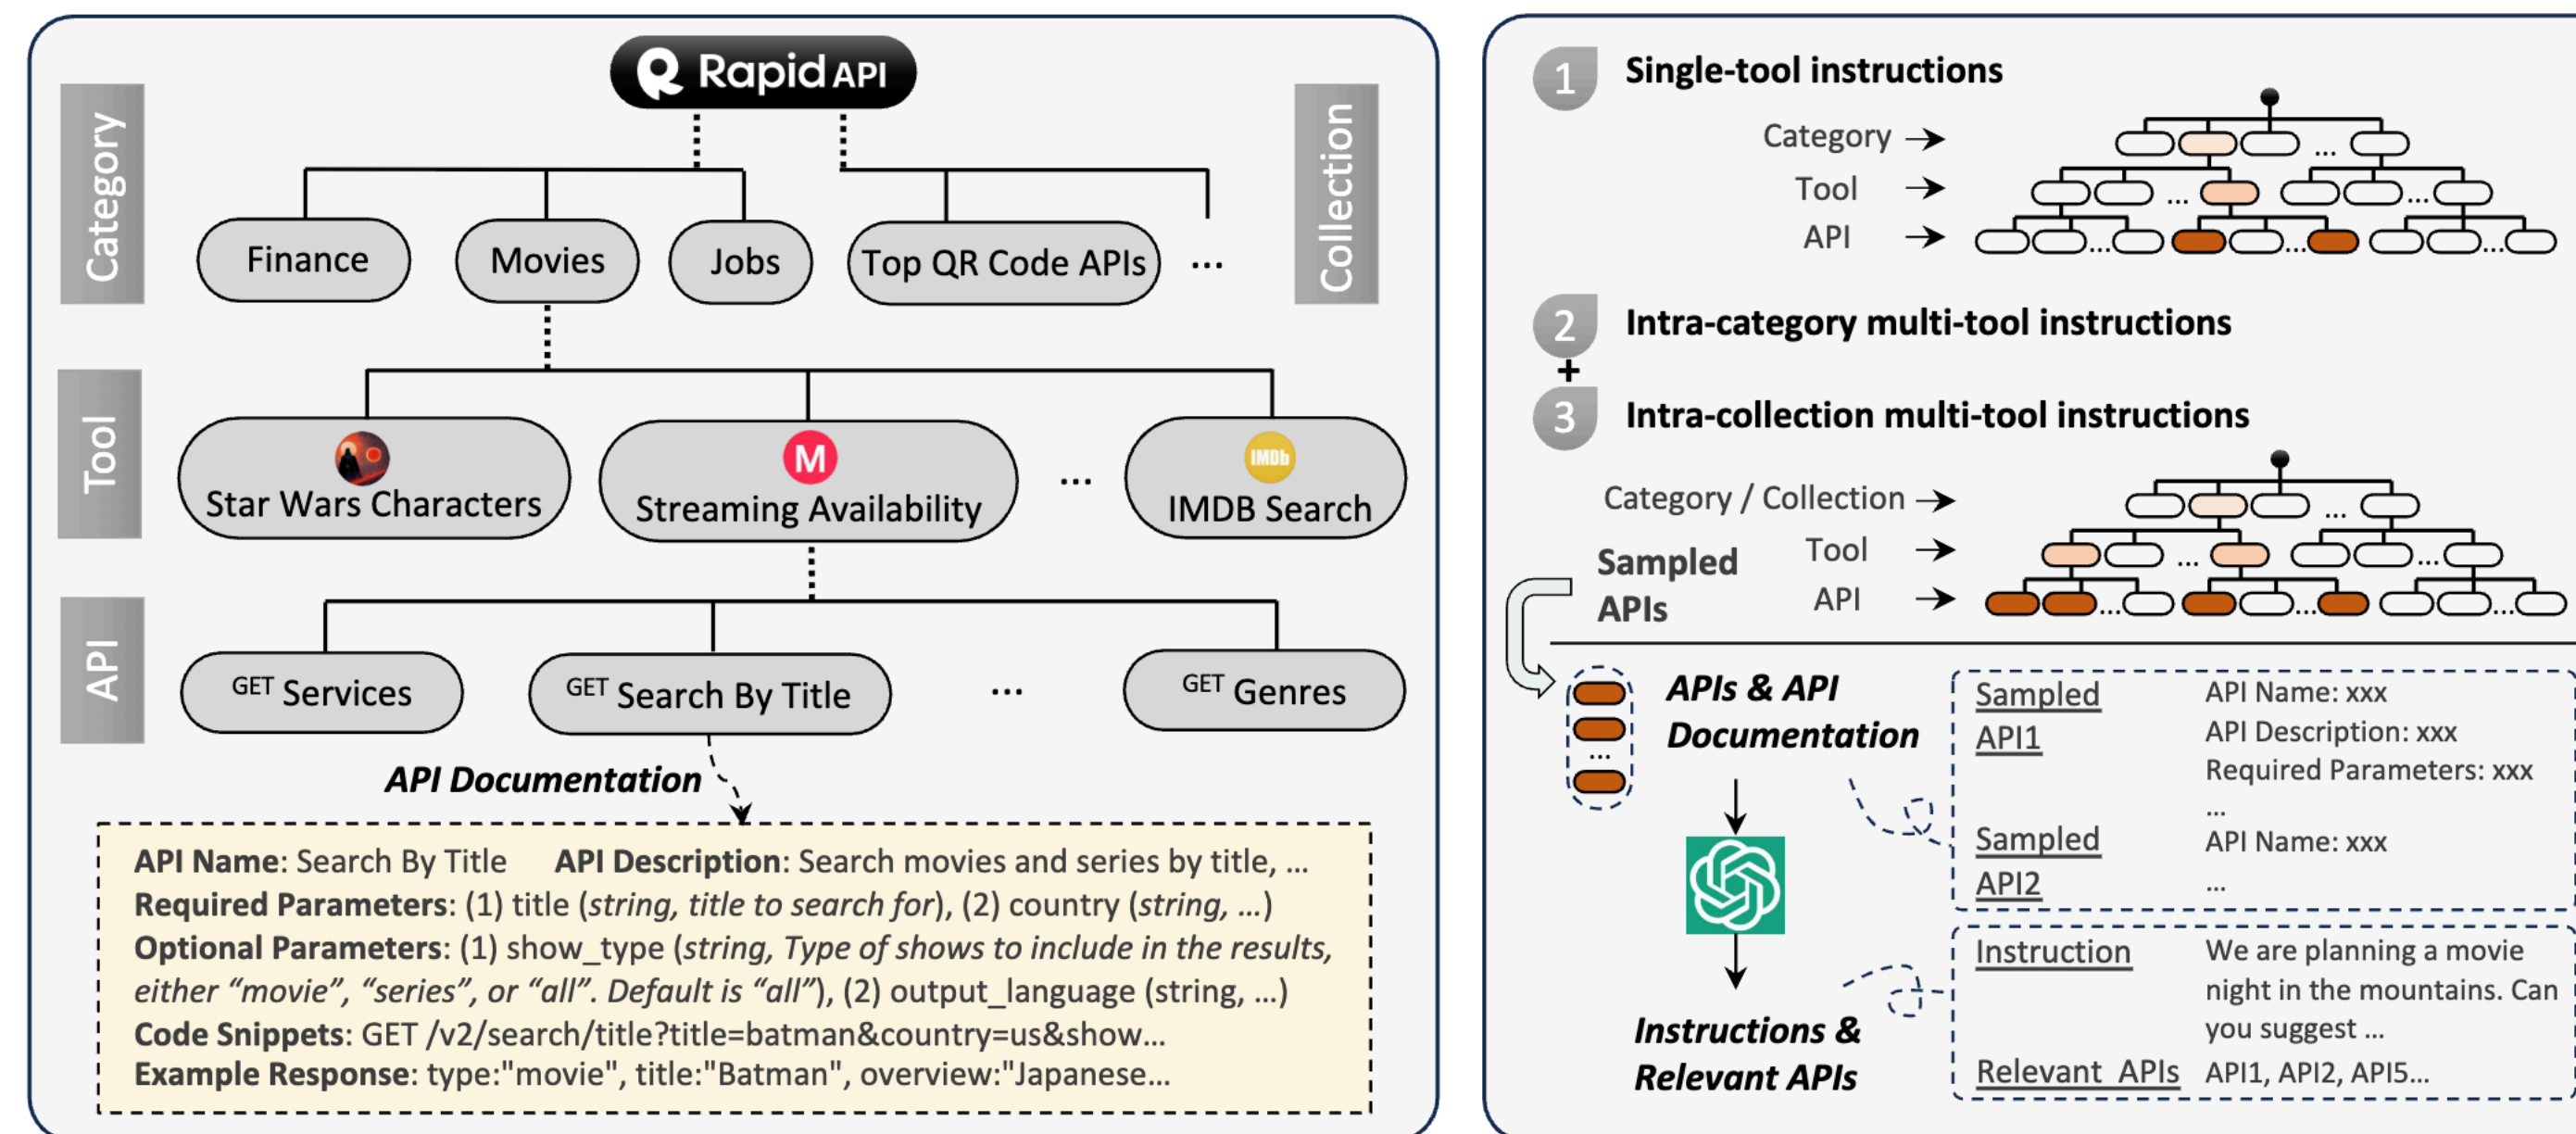 Rapid API
Category
Collection
Finance
Movies
Jobs
Top QR Code APIs
...
Tool
Star Wars Characters
M
Streaming Availability
...
IMDb
IMDB Search
API
GET Services
GET Search By Title
...
GET Genres
API Documentation
API Name: Search By Title API Description: Search movies and series by title, ...
Required Parameters: (1) title (string, title to search for), (2) country (string, ...)
Optional Parameters: (1) show_type (string, Type of shows to include in the results,
either “movie”, “series”, or “all”. Default is “all”), (2) output_language (string, ...)
Code Snippets: GET /v2/search/title?title=batman&country=us&show...
Example Response: type:"movie", title:"Batman", overview:"Japanese...
1 Single-tool instructions
Category
...
Tool
... ...
API
... ... ...
2 Intra-category multi-tool instructions
+
3 Intra-collection multi-tool instructions
Category / Collection
...
Tool
... ...
API
... ... ...
Sampled
APIs
...
APIs & API
Documentation
Sampled API Name: xxx
API1 API Description: xxx
Required Parameters: xxx
...
Sampled API Name: xxx
API2 ...
Instructions &
Relevant APIs
Instruction We are planning a movie
night in the mountains. Can
you suggest ...
Relevant APIs API1, API2, API5...